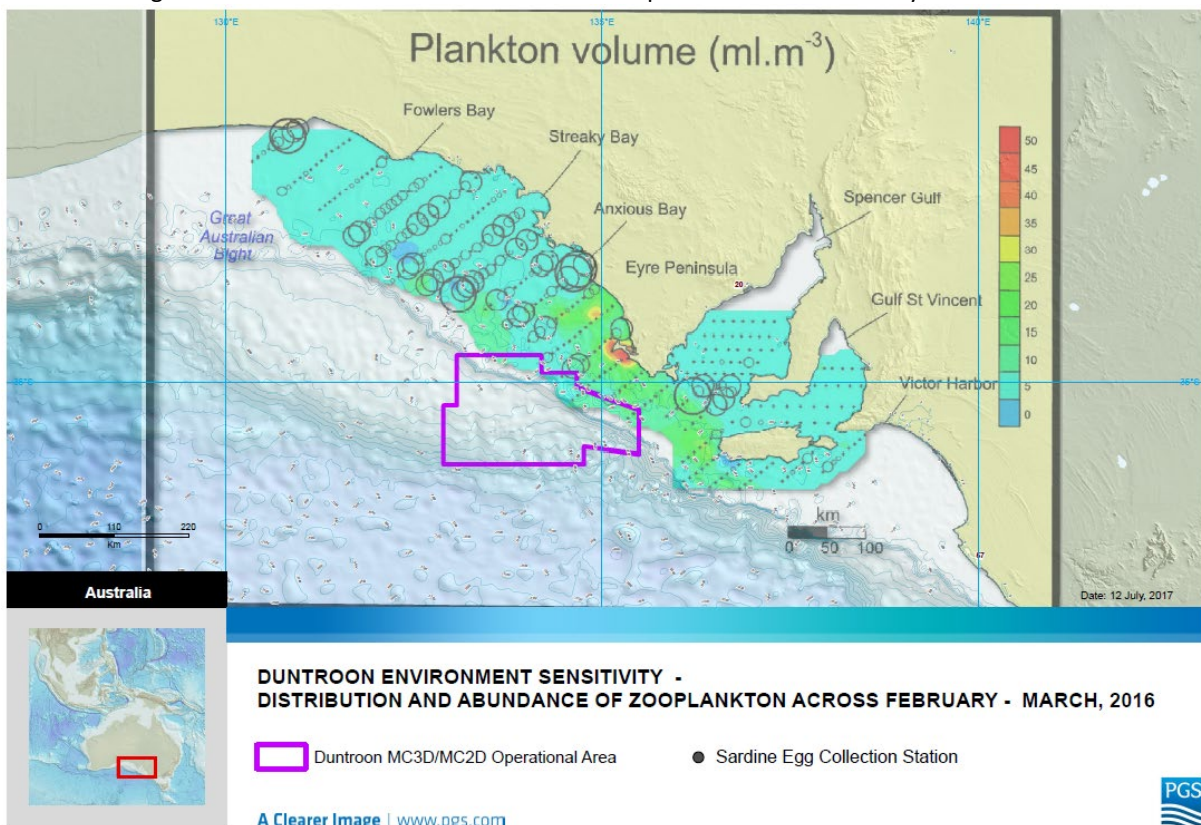 130°E
135°E
140°E
Plankton volume (ml.m⁻³)
Fowlers Bay
Streaky Bay
Anxious Bay
Spencer Gulf
Great
Australian
Bight
Eyre Peninsula
20
Gulf St Vincent
Victor Harbor
50
45
40
35
30
25
20
15
10
5
0
35°S
km
0 50 100
0 110 220
Km
67
Date: 12 July, 2017
Australia
DUNTROON ENVIRONMENT SENSITIVITY -
DISTRIBUTION AND ABUNDANCE OF ZOOPLANKTON ACROSS FEBRUARY - MARCH, 2016
Duntroon MC3D/MC2D Operational Area
Sardine Egg Collection Station
A Clearer Image | www.pgs.com
PGS